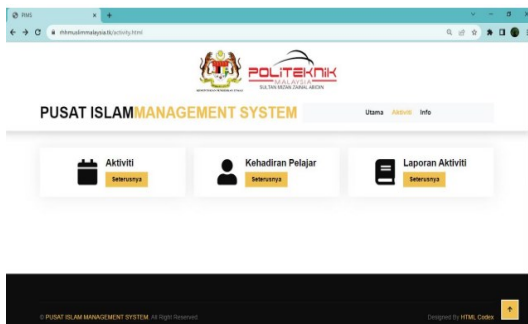 PIMS
mhmuslimmalaysia.tk/activity.html
POLITEKNIK
MALAYSIA
SULTAN MIZAN ZAINAL ABIDIN
PUSAT ISLAMMANAGEMENT SYSTEM
Utama Aktiviti Info
Aktiviti
Seterusnya
Kehadiran Pelajar
Seterusnya
Laporan Aktiviti
Seterusnya
© PUSAT ISLAM MANAGEMENT SYSTEM. All Right Reserved.
Designed By HTML Codex